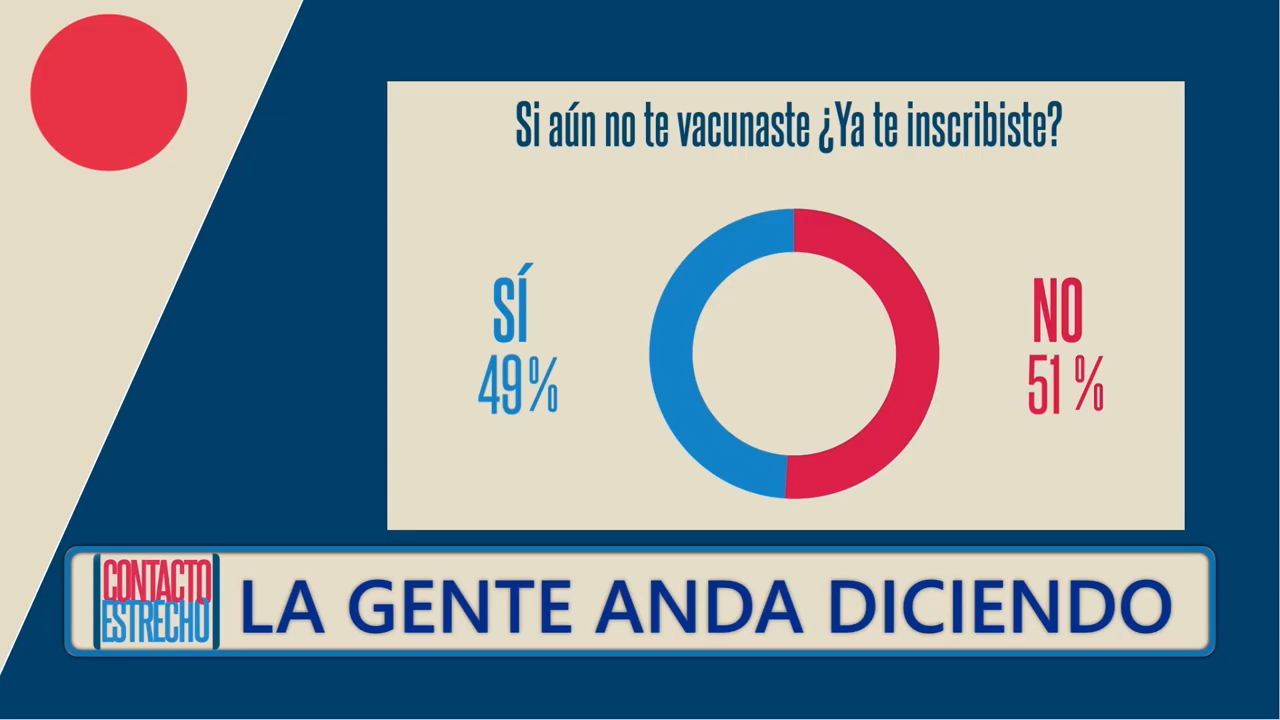 Si aún no te vacunaste ¿Ya te inscribiste?
SÍ
49%
NO
51 %
CONTACTO
ESTRECHO
LA GENTE ANDA DICIENDO